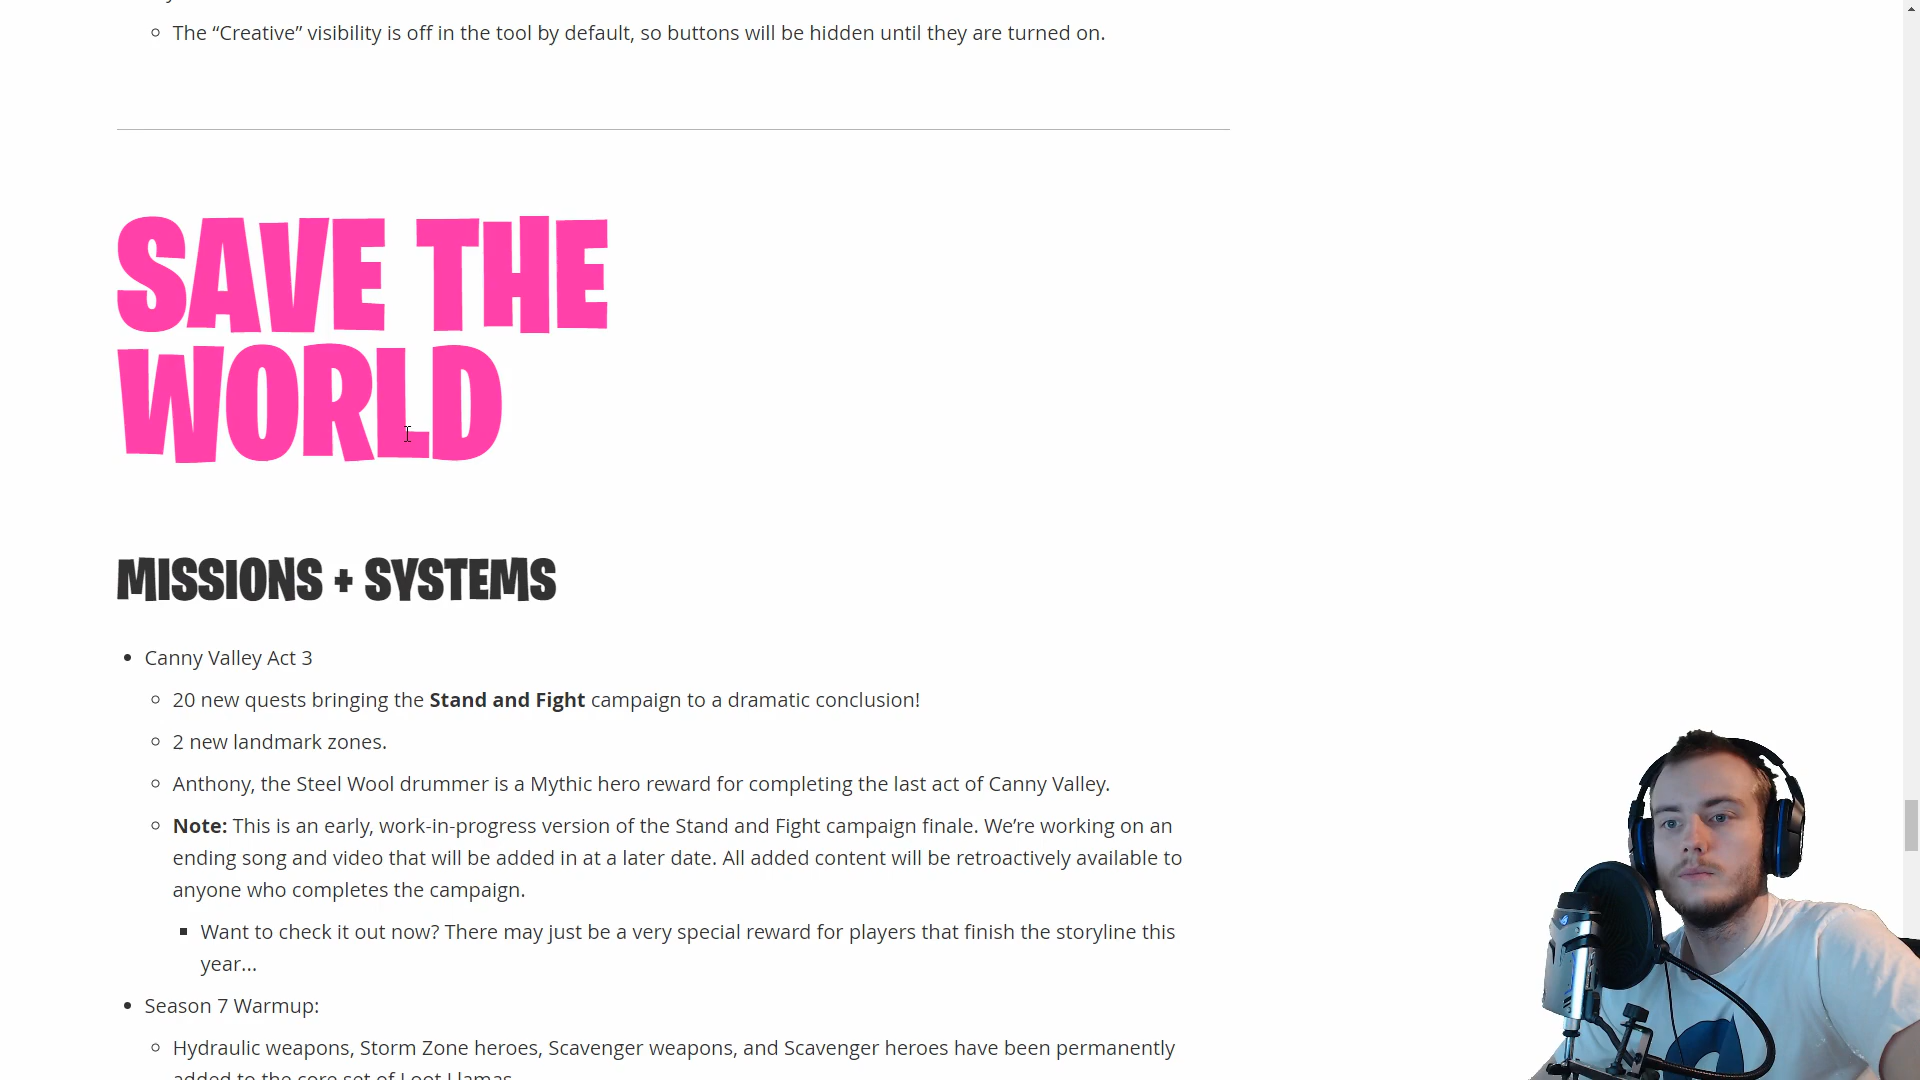 The “Creative” visibility is off in the tool by default, so buttons will be hidden until they are turned on.
SAVE THE
WORLD
MISSIONS + SYSTEMS
Canny Valley Act 3
20 new quests bringing the Stand and Fight campaign to a dramatic conclusion!
2 new landmark zones.
Anthony, the Steel Wool drummer is a Mythic hero reward for completing the last act of Canny Valley.
Note: This is an early, work-in-progress version of the Stand and Fight campaign finale. We’re working on an
ending song and video that will be added in at a later date. All added content will be retroactively available to
anyone who completes the campaign.
Want to check it out now? There may just be a very special reward for players that finish the storyline this
year...
Season 7 Warmup:
Hydraulic weapons, Storm Zone heroes, Scavenger weapons, and Scavenger heroes have been permanently
added to the core set of Loot Llamas